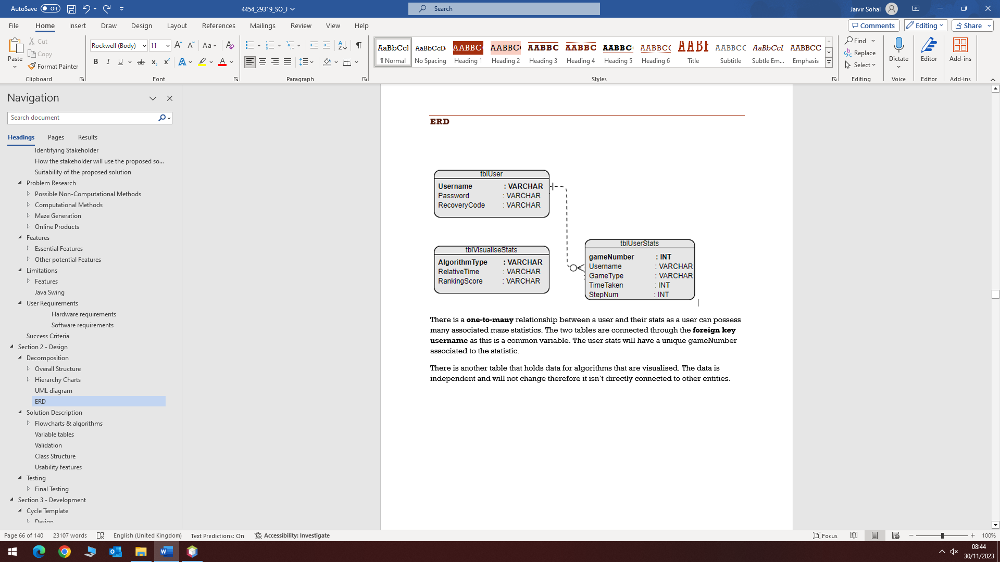 AutoSave Off 4454_29319_SO_J Search Jaivir Sohal
File Home Insert Draw Design Layout References Mailings Review View Help Comments Editing Share
Paste Cut Copy Format Painter
Rockwell (Body) 11
AaBbCcl AaBbCcD AABBC AABBC AABBC AABBC AABBC AABBC AABB AABBCC AaBbCcI AABBCC
¶ Normal No Spacing Heading 1 Heading 2 Heading 3 Heading 4 Heading 5 Heading 6 Title Subtitle Subtle Em... Emphasis
Find Replace Select Dictate Editor Add-ins
Clipboard Font Paragraph Styles Editing Voice Editor Add-ins
Navigation
Search document
Headings Pages Results
Identifying Stakeholder
How the stakeholder will use the proposed so...
Suitability of the proposed solution
Problem Research
Possible Non-Computational Methods
Computational Methods
Maze Generation
Online Products
Features
Essential Features
Other potential Features
Limitations
Features
Java Swing
User Requirements
Hardware requirements
Software requirements
Success Criteria
Section 2 - Design
Decomposition
Overall Structure
Hierarchy Charts
UML diagram
ERD
Solution Description
Flowcharts & algorithms
Variable tables
Validation
Class Structure
Usability features
Testing
Final Testing
Section 3 - Development
Cycle Template
Design
ERD
tblUser
Username : VARCHAR
Password : VARCHAR
RecoveryCode : VARCHAR
tblVisualiseStats
AlgorithmType : VARCHAR
RelativeTime : VARCHAR
RankingScore : VARCHAR
tblUserStats
gameNumber : INT
Username : VARCHAR
GameType : VARCHAR
TimeTaken : INT
StepNum : INT
There is a one-to-many relationship between a user and their stats as a user can possess
many associated maze statistics. The two tables are connected through the foreign key
username as this is a common variable. The user stats will have a unique gameNumber
associated to the statistic.
There is another table that holds data for algorithms that are visualised. The data is
independent and will not change therefore it isn't directly connected to other entities.
Page 66 of 140 23107 words English (United Kingdom) Text Predictions: On Accessibility: Investigate Focus 100%
08:44
30/11/2023